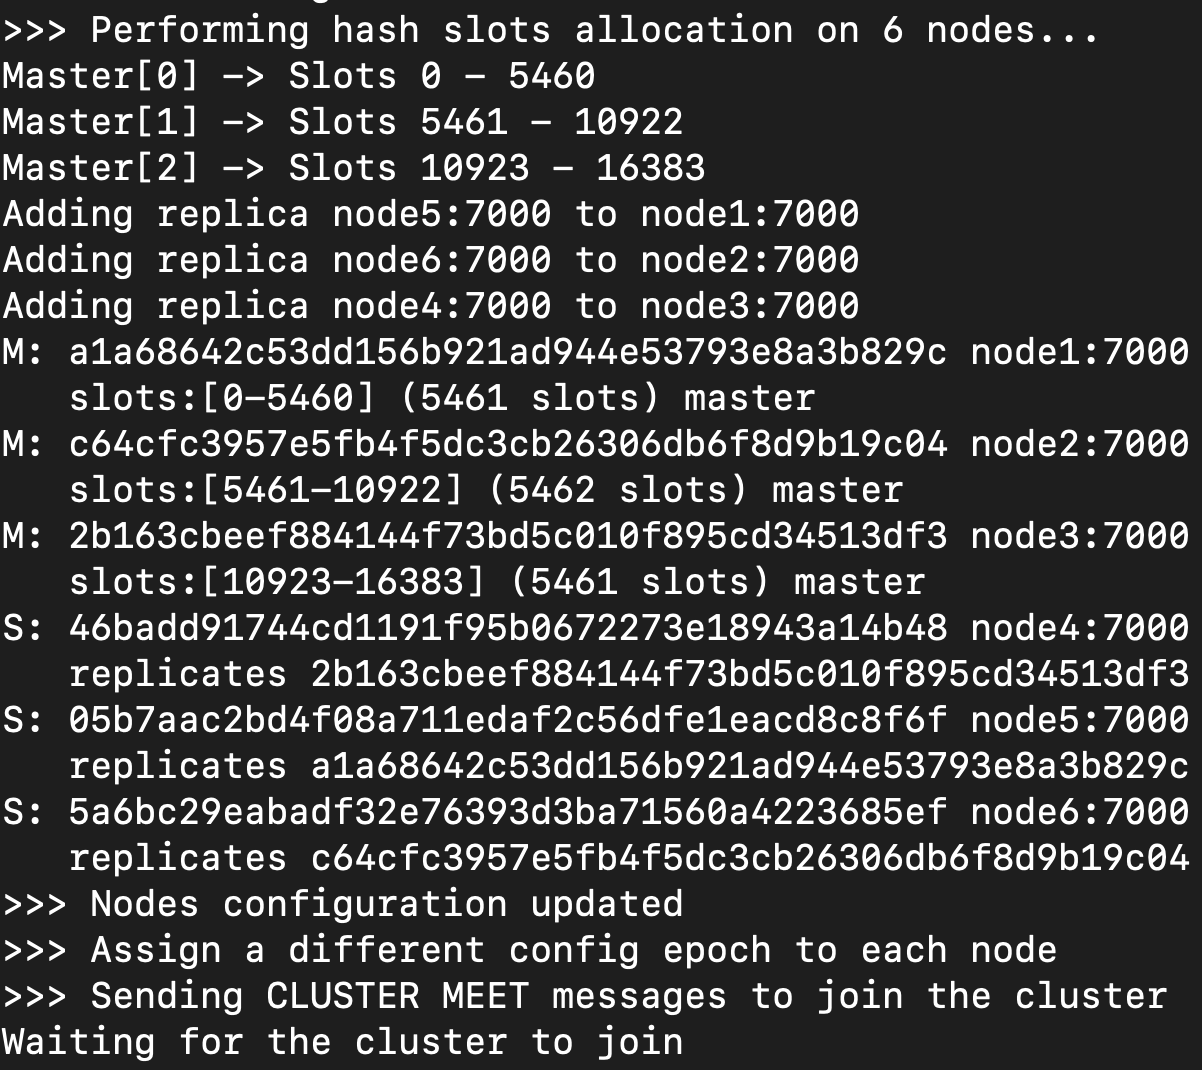 >>> Performing hash slots allocation on 6 nodes...
Master[0] -> Slots 0 - 5460
Master[1] -> Slots 5461 - 10922
Master[2] -> Slots 10923 - 16383
Adding replica node5:7000 to node1:7000
Adding replica node6:7000 to node2:7000
Adding replica node4:7000 to node3:7000
M: a1a68642c53dd156b921ad944e53793e8a3b829c node1:7000
   slots:[0-5460] (5461 slots) master
M: c64cfc3957e5fb4f5dc3cb26306db6f8d9b19c04 node2:7000
   slots:[5461-10922] (5462 slots) master
M: 2b163cbeef884144f73bd5c010f895cd34513df3 node3:7000
   slots:[10923-16383] (5461 slots) master
S: 46badd91744cd1191f95b0672273e18943a14b48 node4:7000
   replicates 2b163cbeef884144f73bd5c010f895cd34513df3
S: 05b7aac2bd4f08a711edaf2c56dfe1eacd8c8f6f node5:7000
   replicates a1a68642c53dd156b921ad944e53793e8a3b829c
S: 5a6bc29eabadf32e76393d3ba71560a4223685ef node6:7000
   replicates c64cfc3957e5fb4f5dc3cb26306db6f8d9b19c04
>>> Nodes configuration updated
>>> Assign a different config epoch to each node
>>> Sending CLUSTER MEET messages to join the cluster
Waiting for the cluster to join